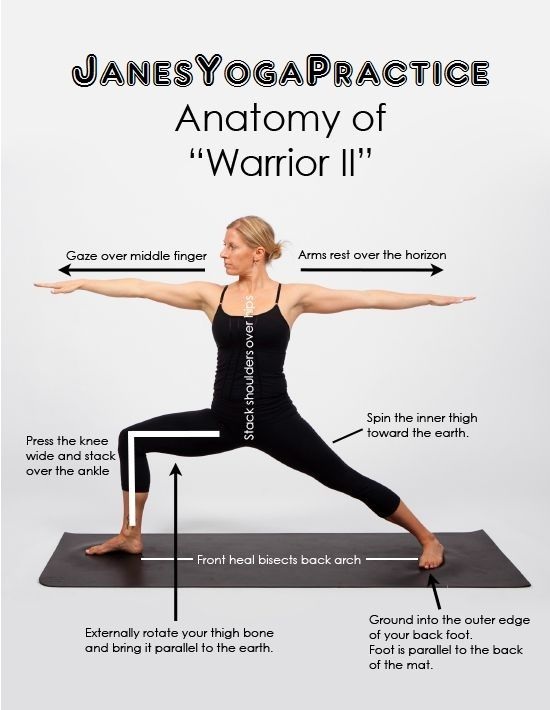 JANESYOGAPRACTICE
Anatomy of
“Warrior II”
Gaze over middle finger
Arms rest over the horizon
Stack shoulders over hips
Spin the inner thigh
toward the earth.
Press the knee
wide and stack
over the ankle
Front heal bisects back arch
Externally rotate your thigh bone
and bring it parallel to the earth.
Ground into the outer edge
of your back foot.
Foot is parallel to the back
of the mat.